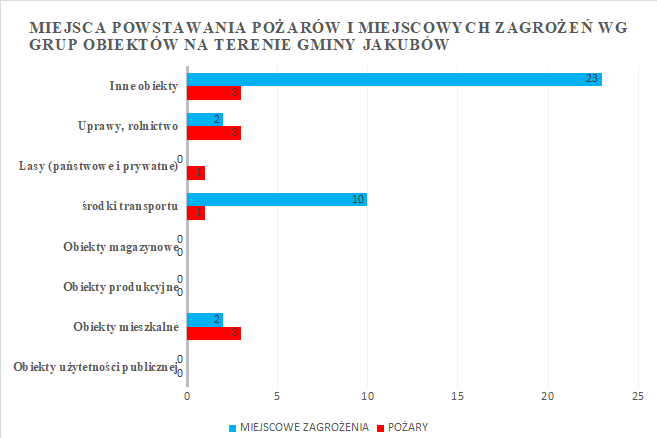 MIEJSCA POWSTAWANIA POŻARÓW I MIEJSCOWYCH ZAGROŻEŃ WG
GRUP OBIEKTÓW NA TERENIE GMINY JAKUBÓW
Inne obiekty
23
3
Uprawy, rolnictwo
2
3
Lasy (państwowe i prywatne)
0
1
środki transportu
10
1
Obiekty magazynowe
0
0
Obiekty produkcyjne
0
0
Obiekty mieszkalne
2
3
Obiekty użytetności publicznej
0
0
0 5 10 15 20 25
MIEJSCOWE ZAGROŻENIA POŻARY